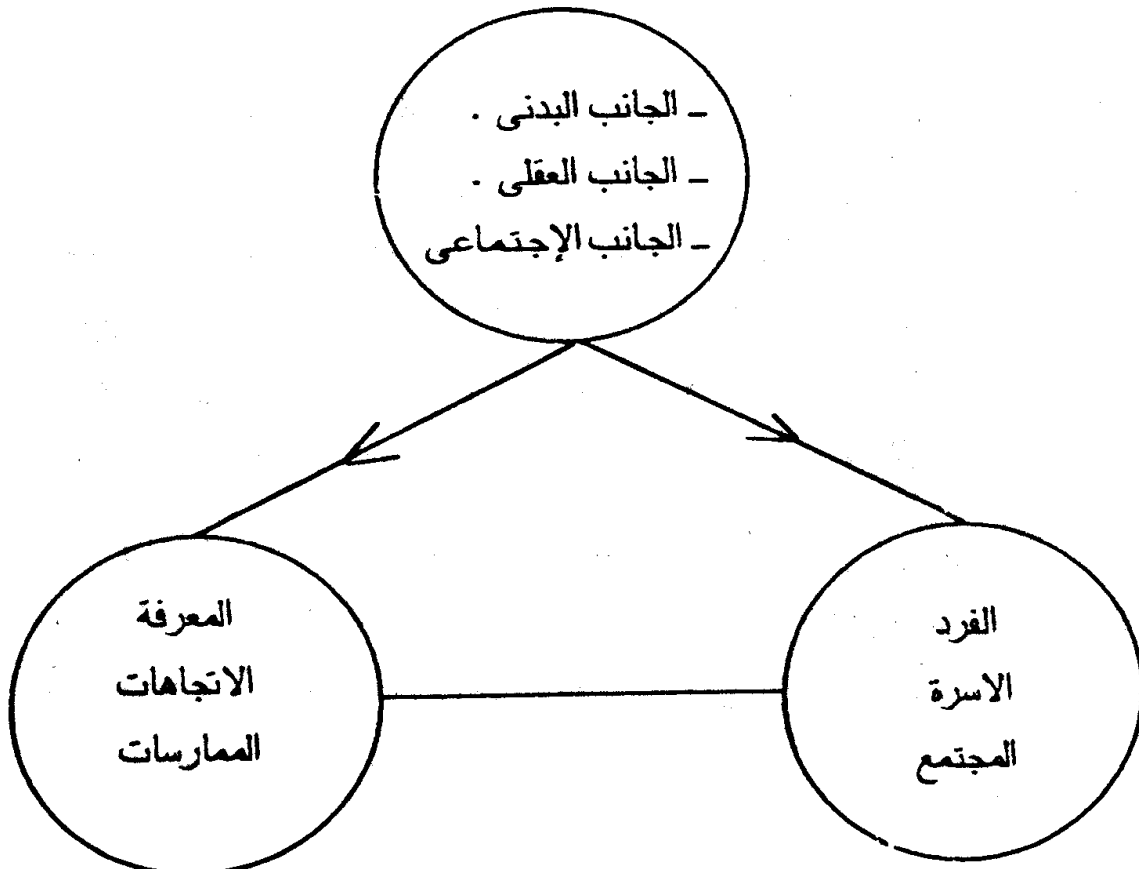 ـ الجانب البدنى .
ـ الجانب العقلى .
ـ الجانب الإجتماعى
الفرد
الاسرة
المجتمع
المعرفة
الاتجاهات
الممارسات